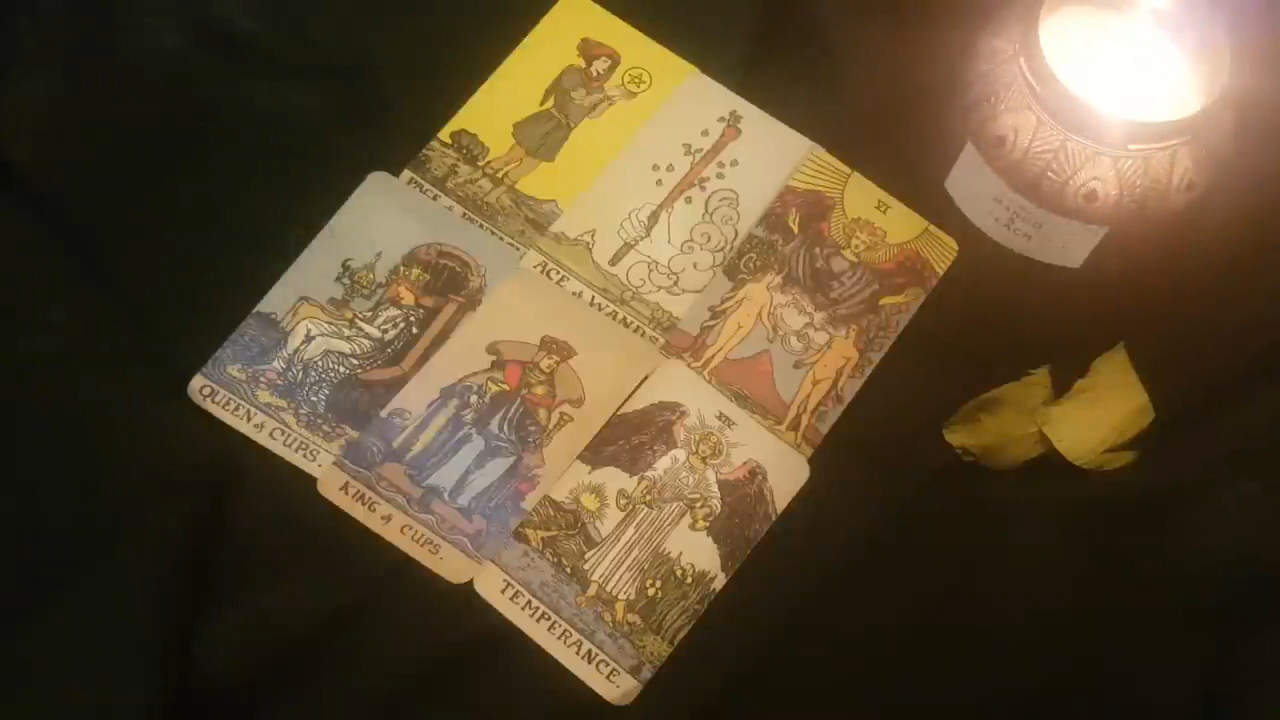 PAGE of PENTACLES.
ACE of WANDS.
VI
QUEEN of CUPS.
KING of CUPS.
XIV
TEMPERANCE.